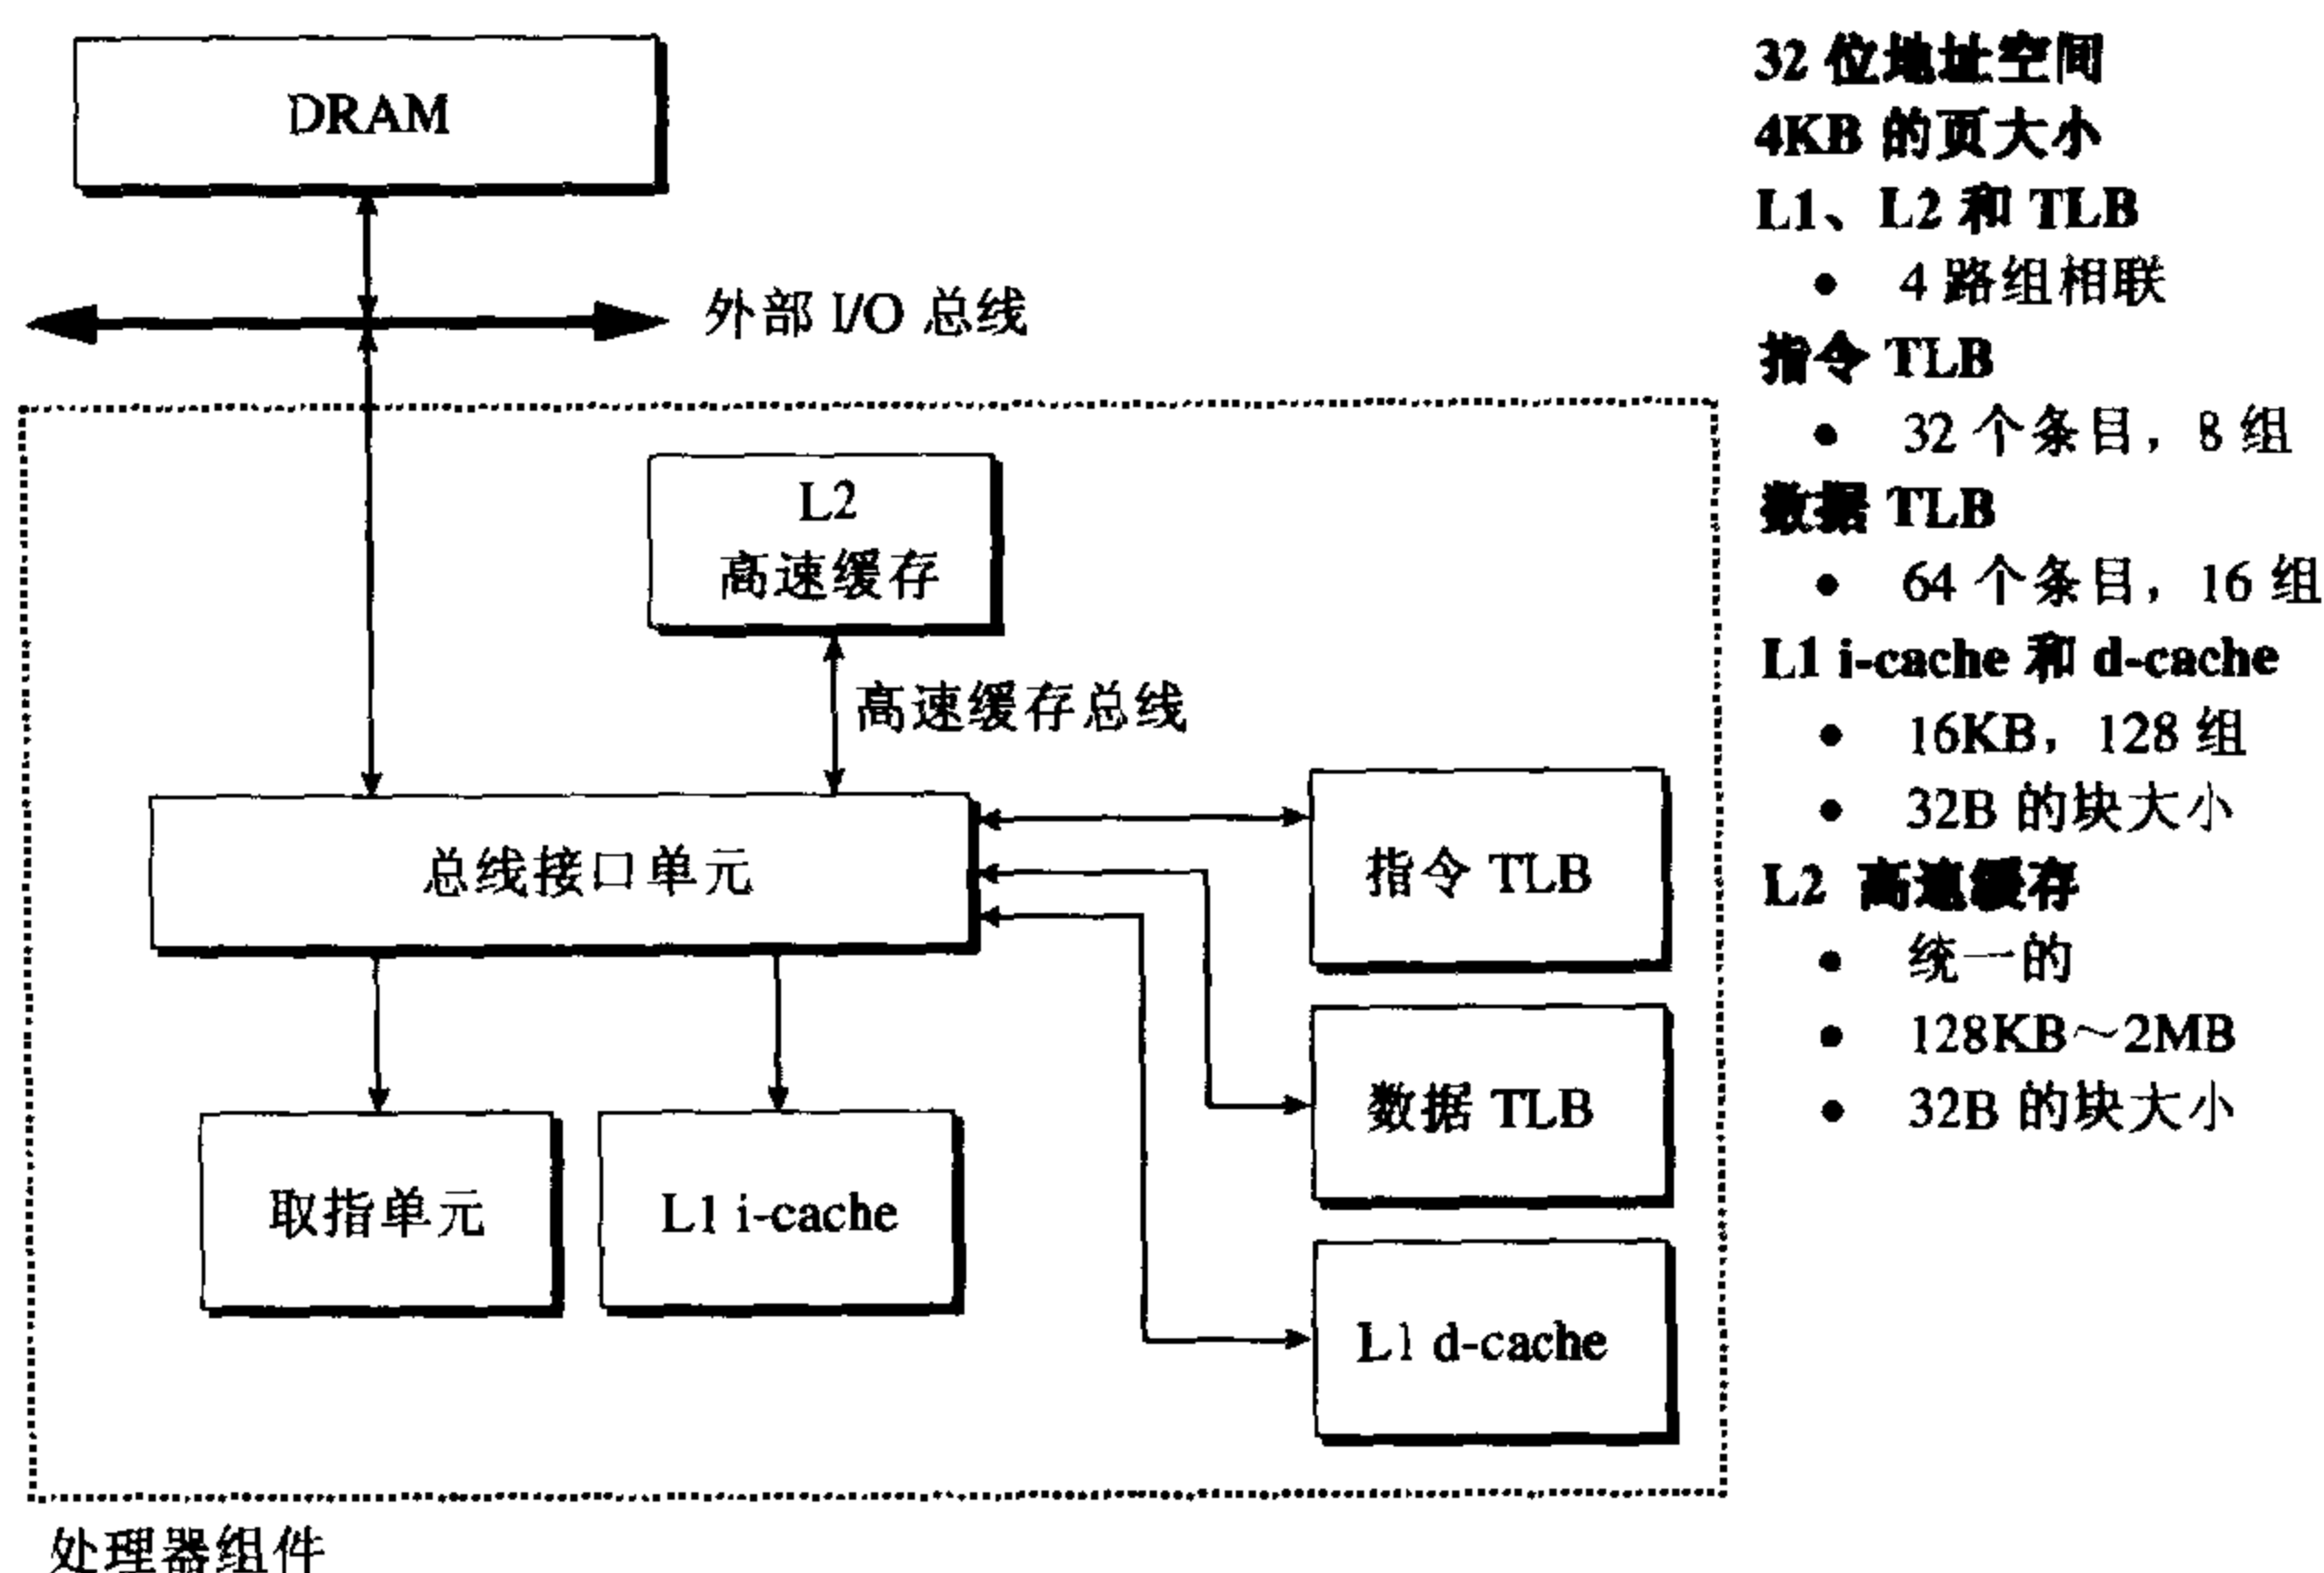 DRAM
外部 I/O 总线
L2
高速缓存
高速缓存总线
总线接口单元
指令 TLB
数据 TLB
取指单元
L1 i-cache
L1 d-cache
处理器组件
32 位地址空间
4KB 的页大小
L1、L2 和 TLB
● 4 路组相联
指令 TLB
● 32 个条目，8 组
数据 TLB
● 64 个条目，16 组
L1 i-cache 和 d-cache
● 16KB，128 组
● 32B 的块大小
L2 高速缓存
● 统一的
● 128KB～2MB
● 32B 的块大小